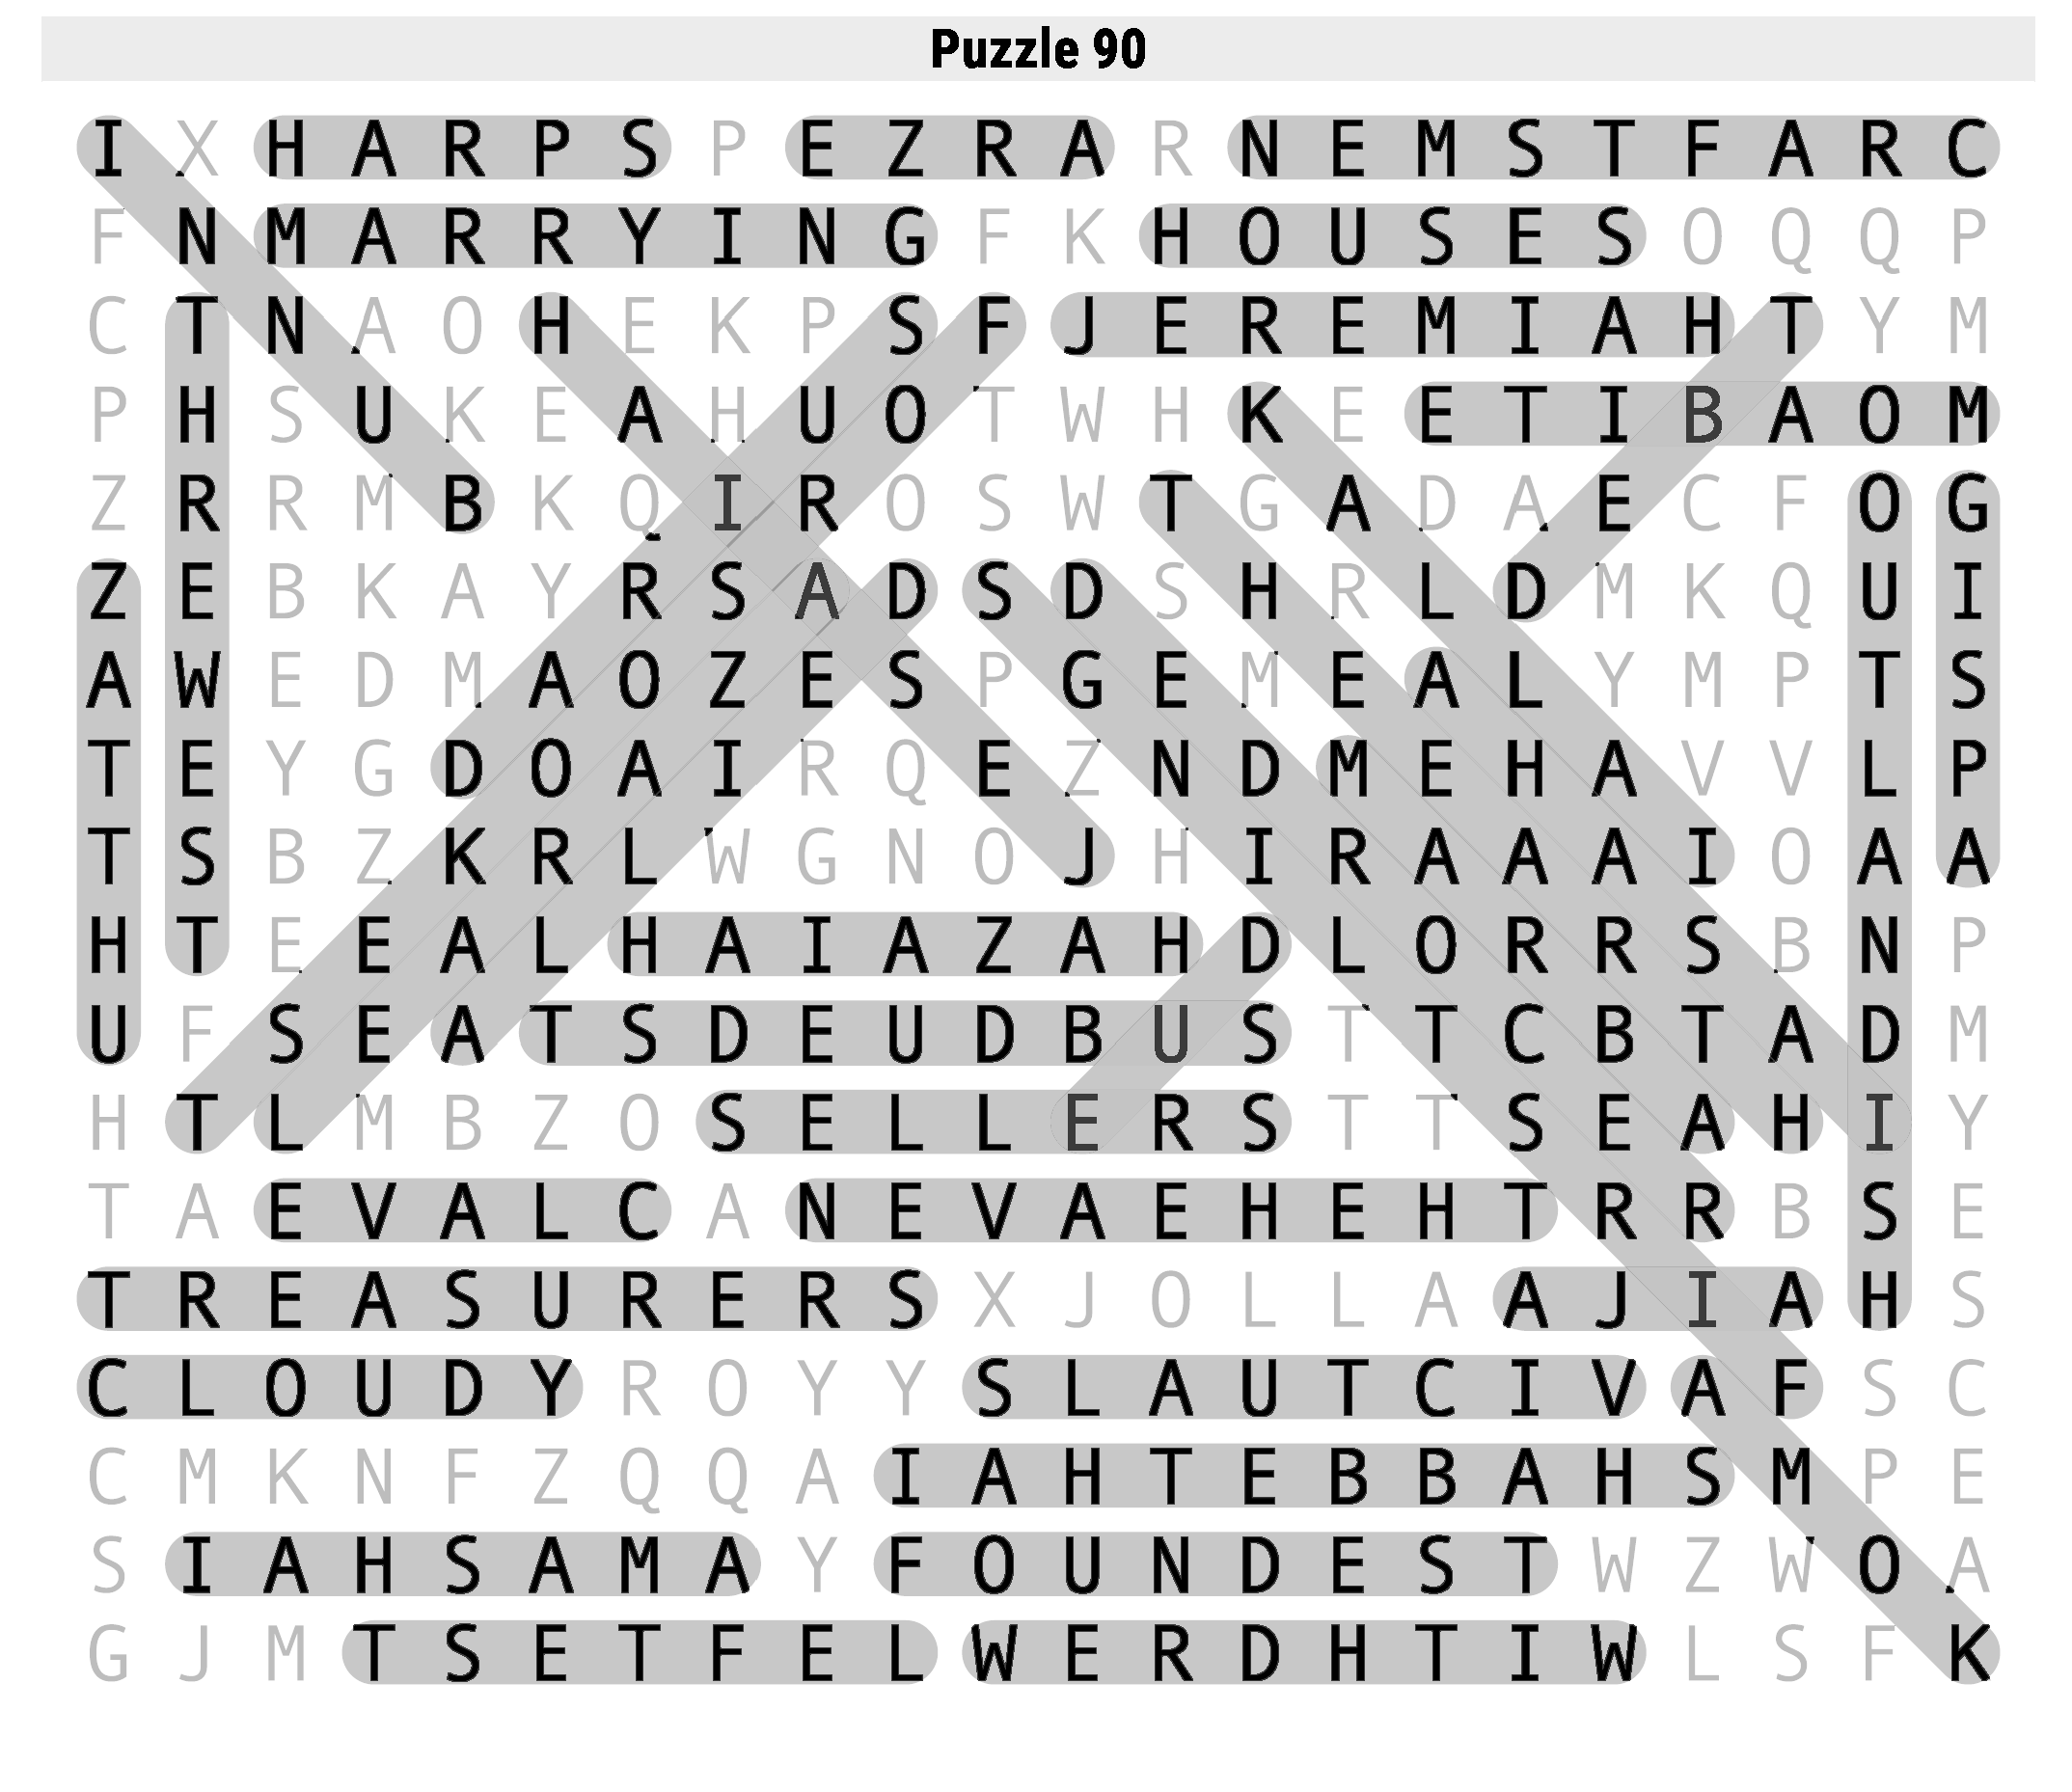 Puzzle 90
I X H A R P S P E Z R A R N E M S T F A R C
F N M A R R Y I N G F K H O U S E S O Q Q P
C T N A O H E K P S F J E R E M I A H T Y M
P H S U K E A H U O T W H K E E T I B A O M
Z R R M B K Q I R O S W T G A D A E C F O G
Z E B K A Y R S A D S D S H R L D M K Q U I
A W E D M A O Z E S P G E M E A L Y M P T S
T E Y G D O A I R Q E Z N D M E H A V V L P
T S B Z K R L W G N O J H I R A A A I O A A
H T E E A L H A I A Z A H D L O R R S B N P
U F S E A T S D E U D B U S T T C B T A D M
H T L M B Z O S E L L E R S T T S E A H I Y
T A E V A L C A N E V A E H E H T R R B S E
T R E A S U R E R S X J O L L A A J I A H S
C L O U D Y R O Y Y S L A U T C I V A F S C
C M K N F Z Q Q A I A H T E B B A H S M P E
S I A H S A M A Y F O U N D E S T W Z W O A
G J M T S E T F E L W E R D H T I W L S F K